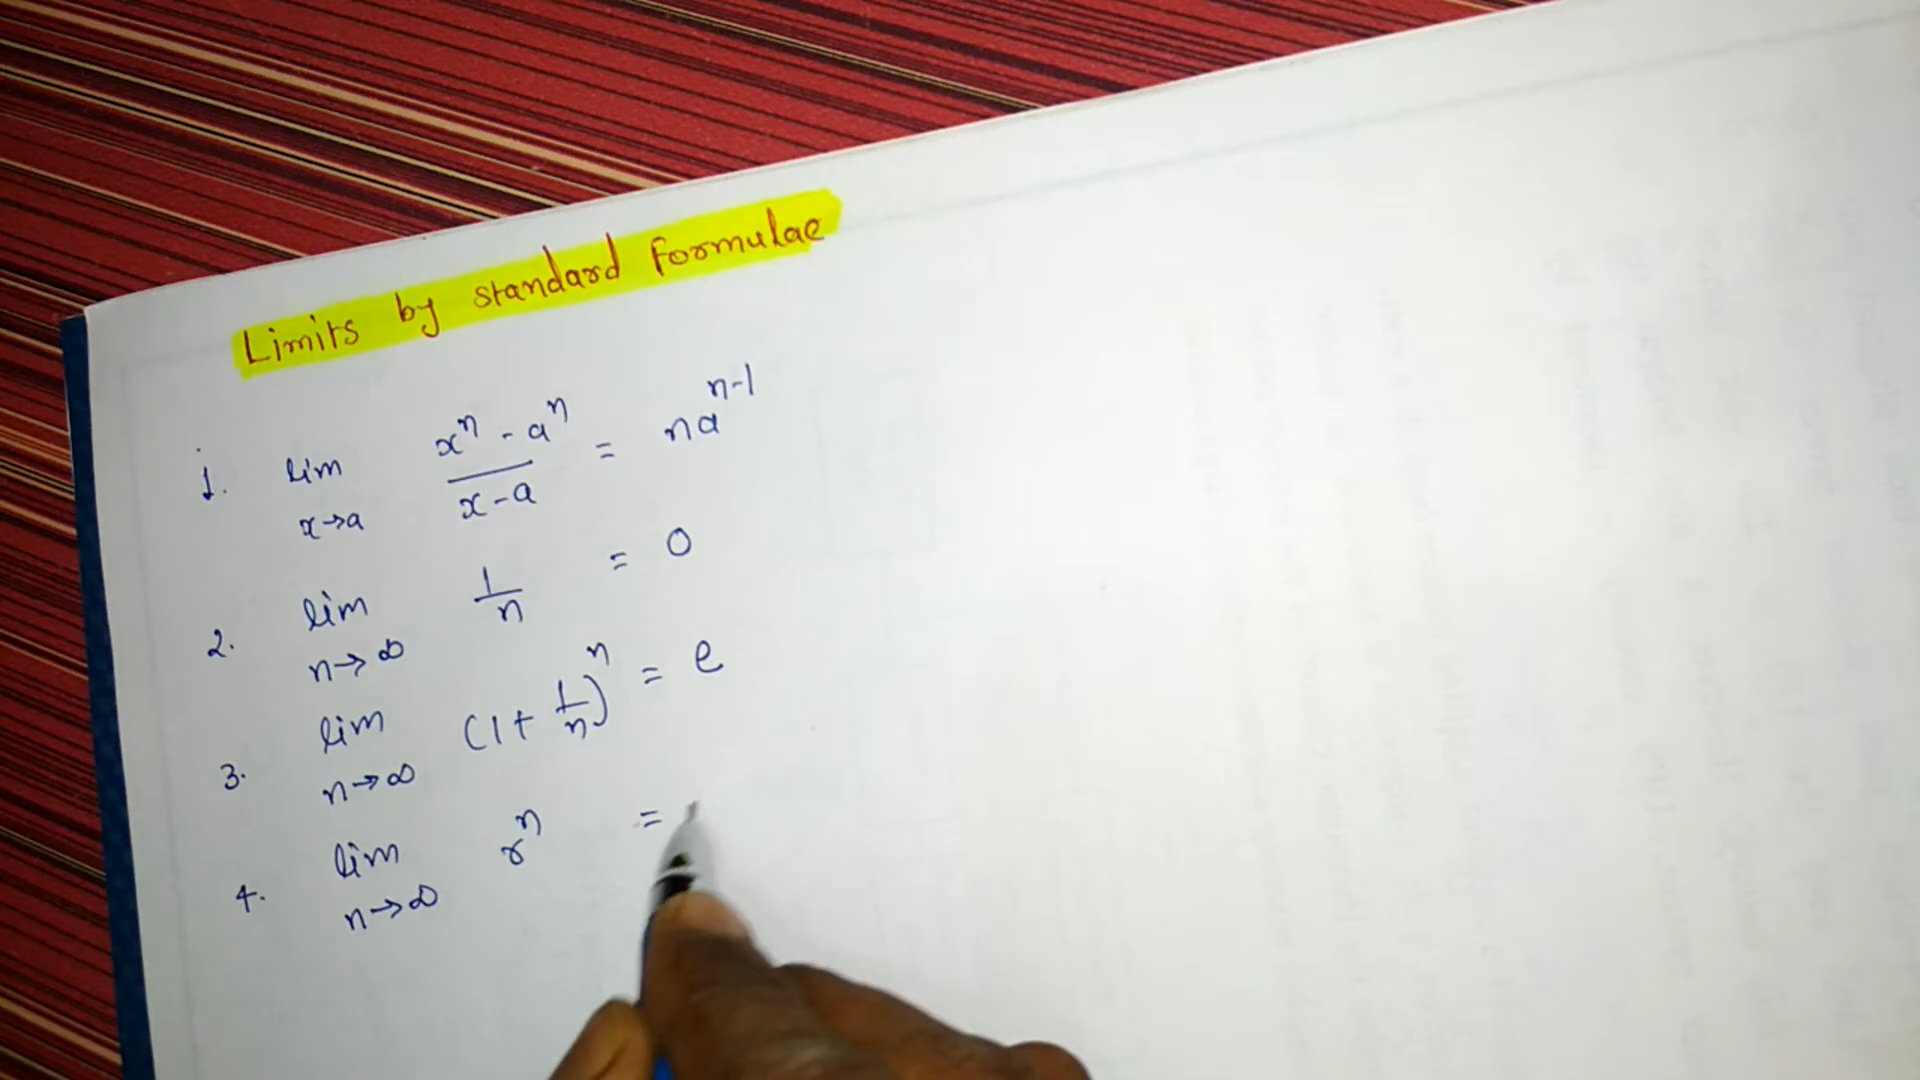 Limits by standard formulae
1. lim x→a (xⁿ - aⁿ)/(x - a) = naⁿ⁻¹
2. lim n→∞ 1/n = 0
3. lim n→∞ (1 + 1/n)ⁿ = e
4. lim n→∞ rⁿ =